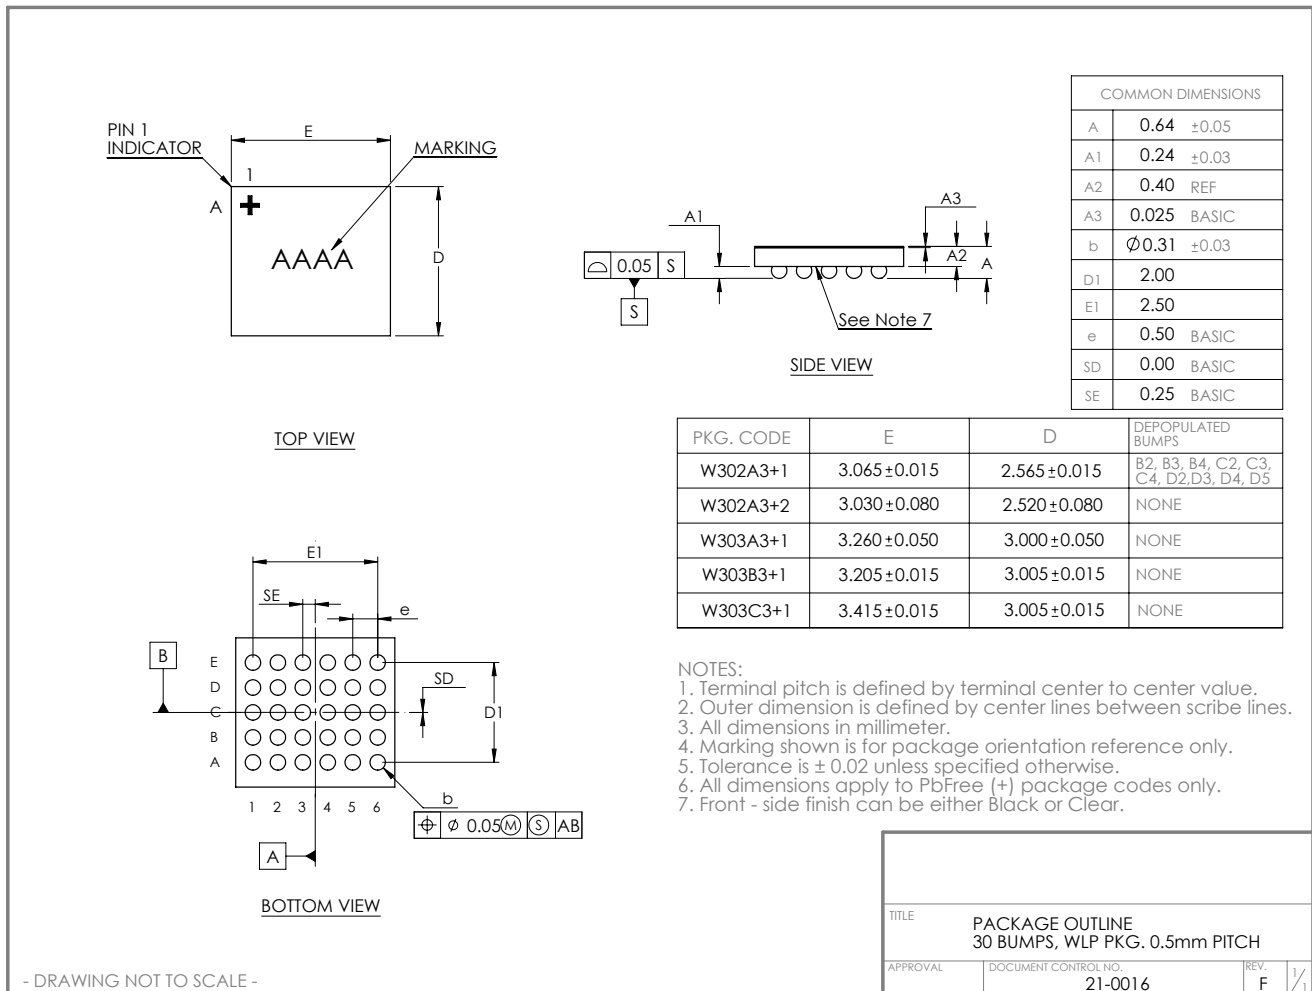 PIN 1
INDICATOR
E
MARKING
1
A
AAAA
D
TOP VIEW
A1
A3
A2
A
0.05 S
S
See Note 7
SIDE VIEW
COMMON DIMENSIONS
A 0.64 ±0.05
A1 0.24 ±0.03
A2 0.40 REF
A3 0.025 BASIC
b Ø0.31 ±0.03
D1 2.00
E1 2.50
e 0.50 BASIC
SD 0.00 BASIC
SE 0.25 BASIC
PKG. CODE E D DEPOPULATED
BUMPS
W302A3+1 3.065±0.015 2.565±0.015 B2, B3, B4, C2, C3,
C4, D2,D3, D4, D5
W302A3+2 3.030±0.080 2.520±0.080 NONE
W303A3+1 3.260±0.050 3.000±0.050 NONE
W303B3+1 3.205±0.015 3.005±0.015 NONE
W303C3+1 3.415±0.015 3.005±0.015 NONE
E1
SE
e
B
E
D
C
B
A
SD
D1
1 2 3 4 5 6
b
⌖ ø 0.05Ⓜ Ⓢ AB
A
BOTTOM VIEW
NOTES:
1. Terminal pitch is defined by terminal center to center value.
2. Outer dimension is defined by center lines between scribe lines.
3. All dimensions in millimeter.
4. Marking shown is for package orientation reference only.
5. Tolerance is ± 0.02 unless specified otherwise.
6. All dimensions apply to PbFree (+) package codes only.
7. Front - side finish can be either Black or Clear.
TITLE
PACKAGE OUTLINE
30 BUMPS, WLP PKG. 0.5mm PITCH
APPROVAL
DOCUMENT CONTROL NO.
21-0016
REV.
F
1/1
- DRAWING NOT TO SCALE -